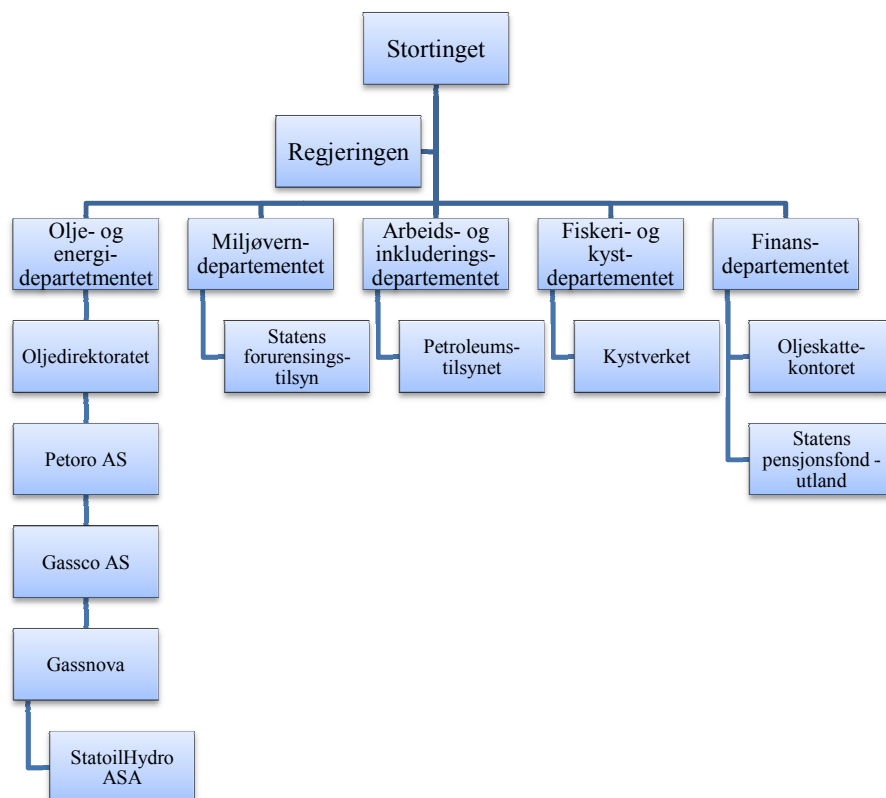 Stortinget
Regjeringen
Olje- og
energi-
departetmentet
Miljøvern-
departementet
Arbeids- og
inkluderings-
departementet
Fiskeri- og
kyst-
departementet
Finans-
departementet
Oljedirektoratet
Statens
forurensings-
tilsyn
Petroleums-
tilsynet
Kystverket
Oljeskatte-
kontoret
Petoro AS
Statens
pensjonsfond -
utland
Gassco AS
Gassnova
StatoilHydro
ASA